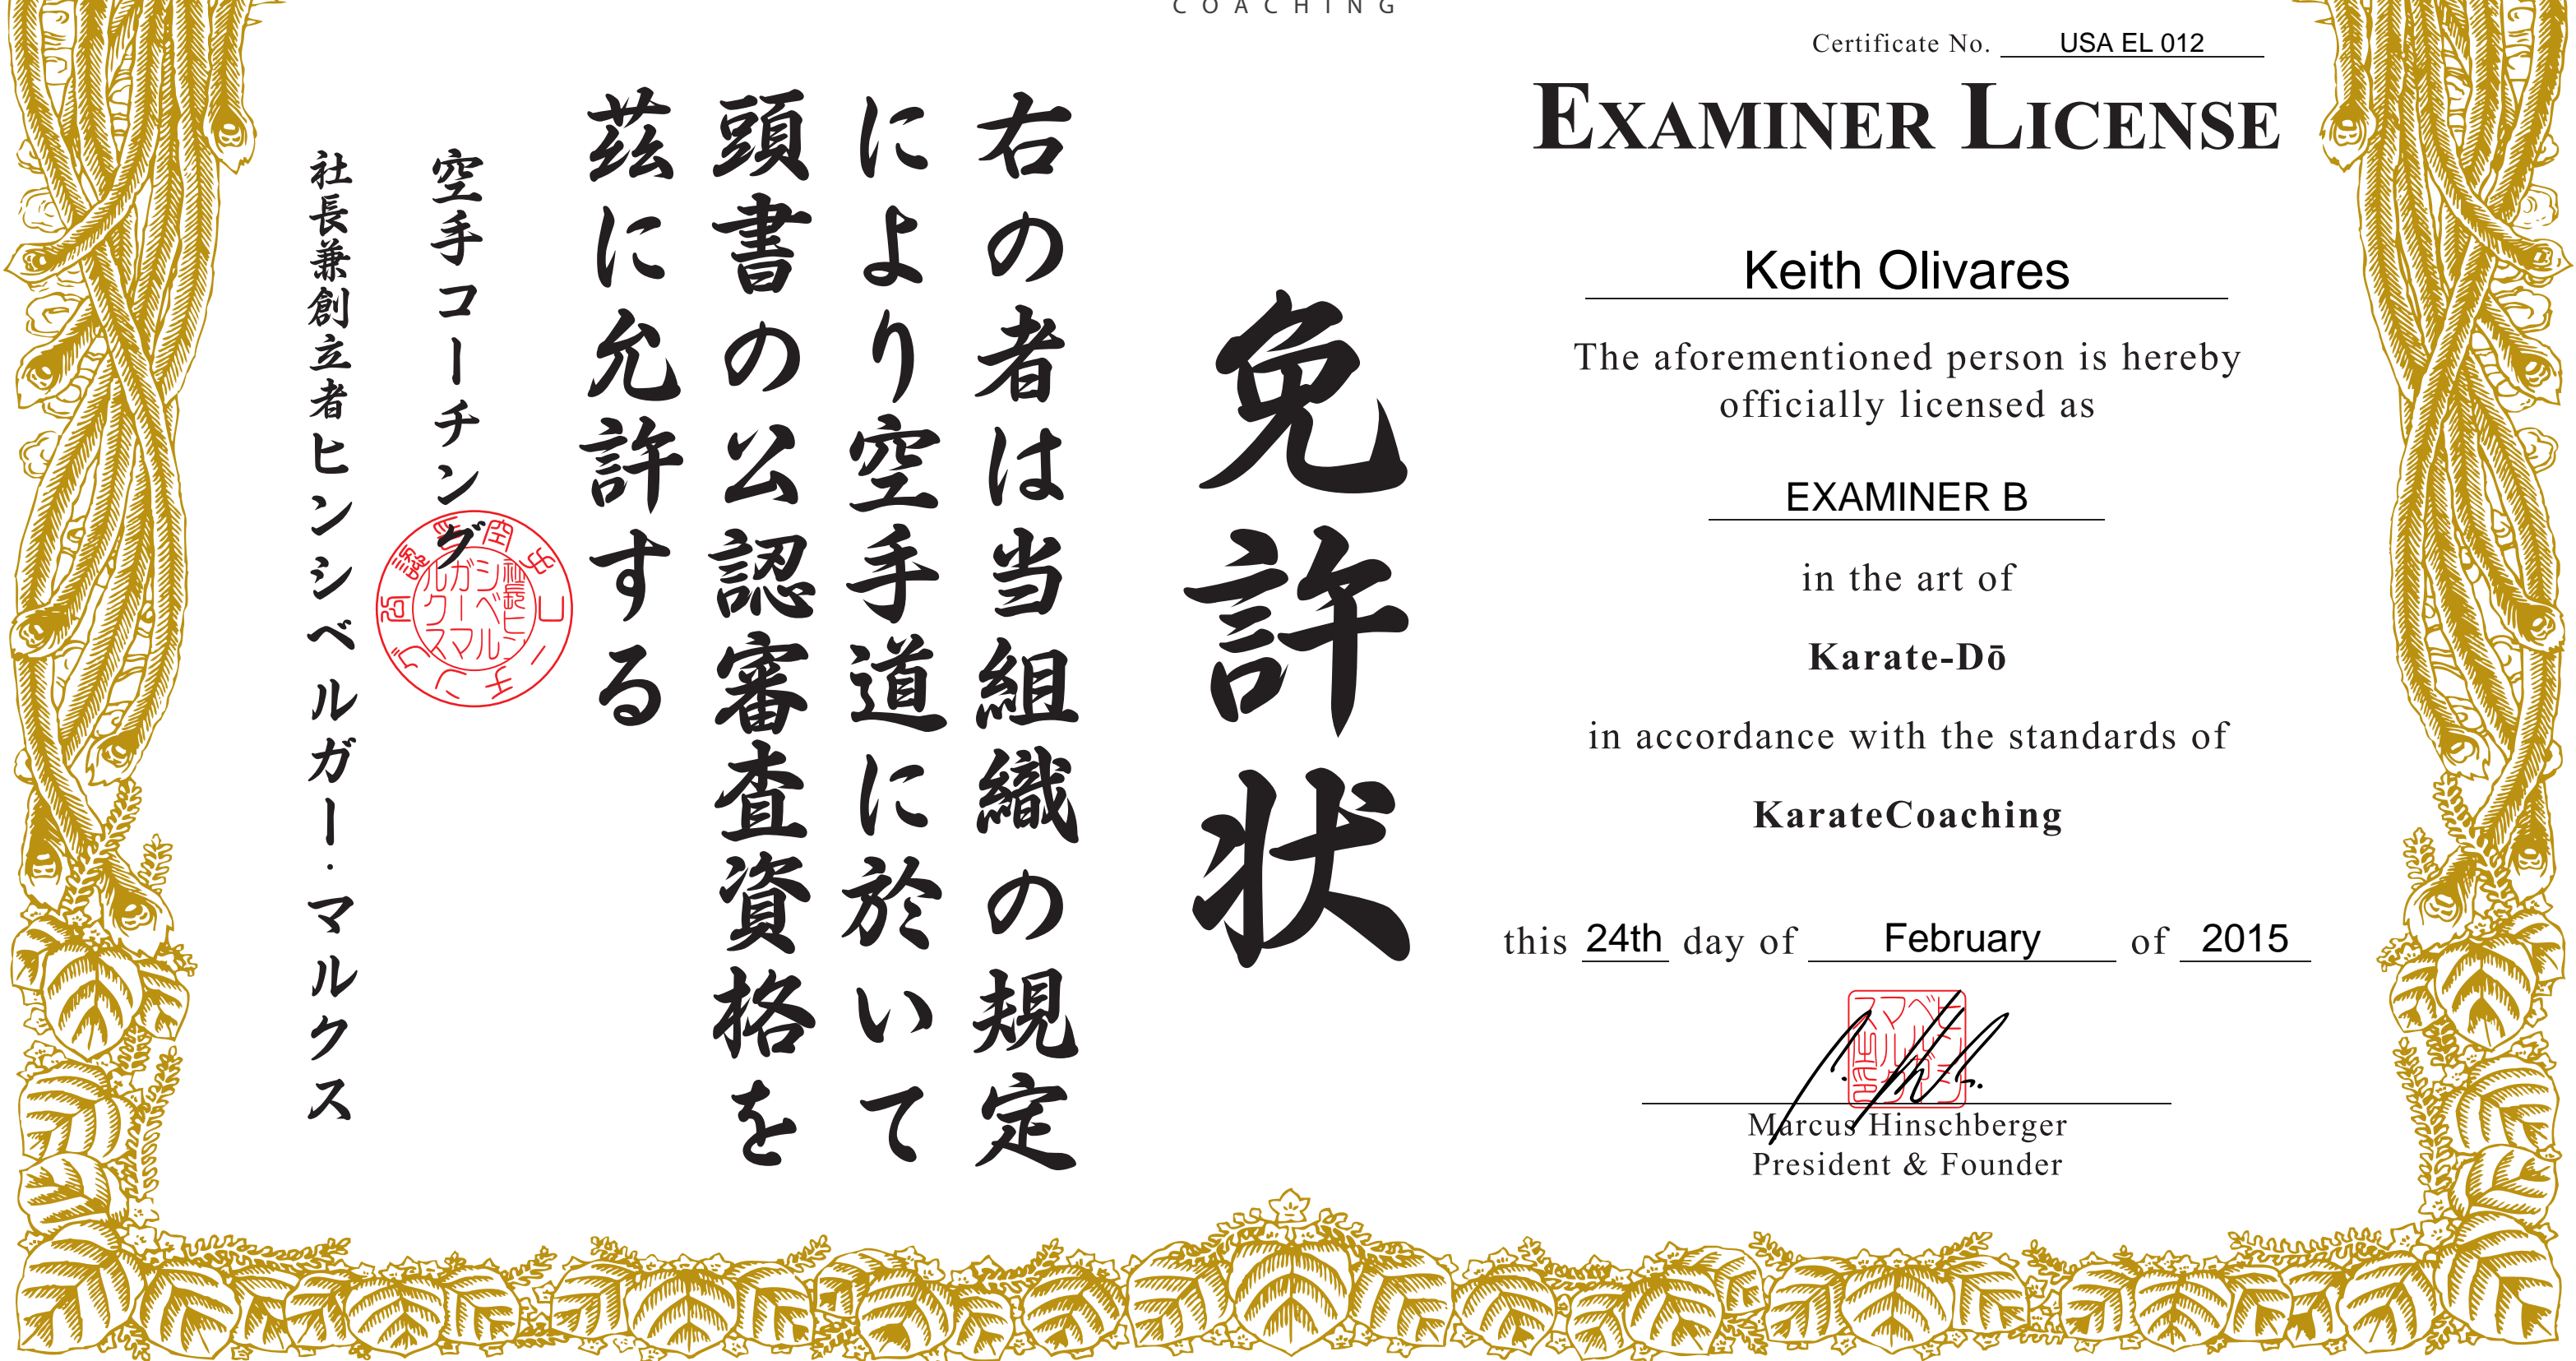 COACHING
Certificate No. USA EL 012
EXAMINER LICENSE
Keith Olivares
The aforementioned person is hereby
officially licensed as
EXAMINER B
in the art of
Karate-Dō
in accordance with the standards of
KarateCoaching
this 24th day of February of 2015
Marcus Hinschberger
President & Founder
免許状
右の者は当組織の規定
により空手道に於いて
頭書の公認審査資格を
茲に允許する
空手コーチング
社長兼創立者ヒンシベルガー・マルクス